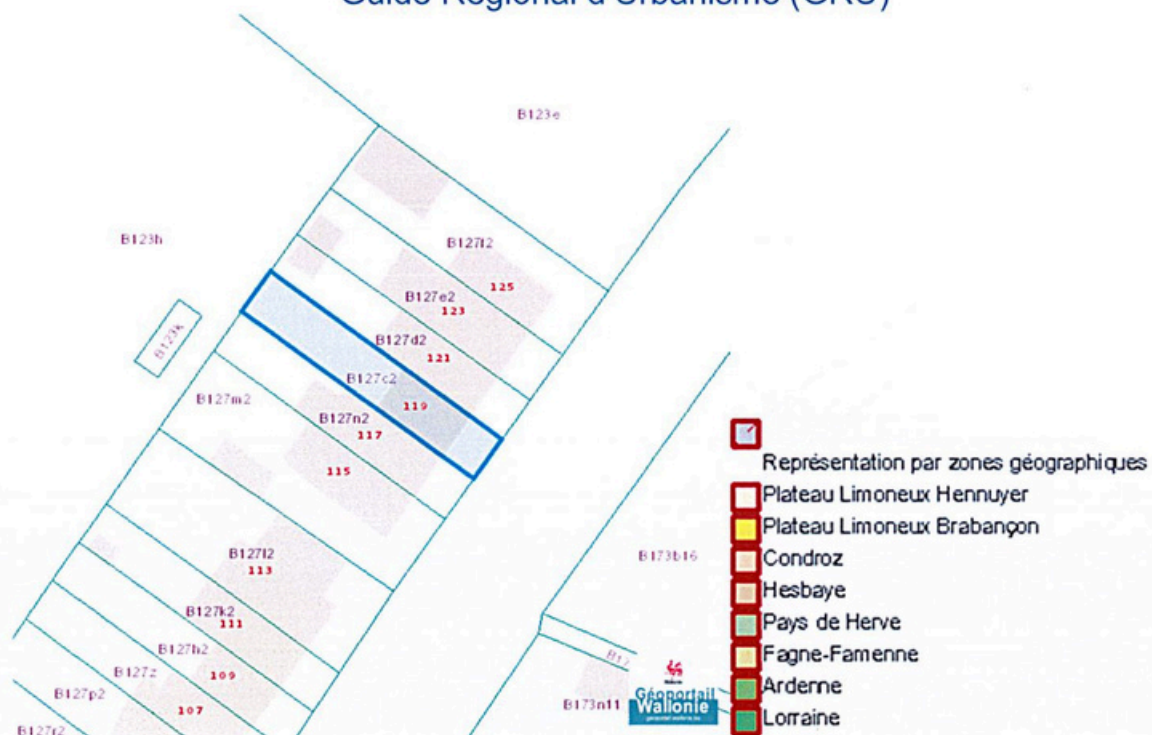 Guide Régional d'Urbanisme (GRU)
B123e
B123h
B127f2
125
B127e2
123
B123k
B127d2
121
B127c2
119
B127m2
B127n2
117
115
Représentation par zones géographiques
Plateau Limoneux Hennuyer
Plateau Limoneux Brabançon
B127l2
113
B173b16
Condroz
Hesbaye
B127k2
111
Pays de Herve
B127h2
109
Fagne-Famenne
B127z
B17
B127p2
107
B173n11
Géoportail
Wallonie
Ardenne
Lorraine
B127r2